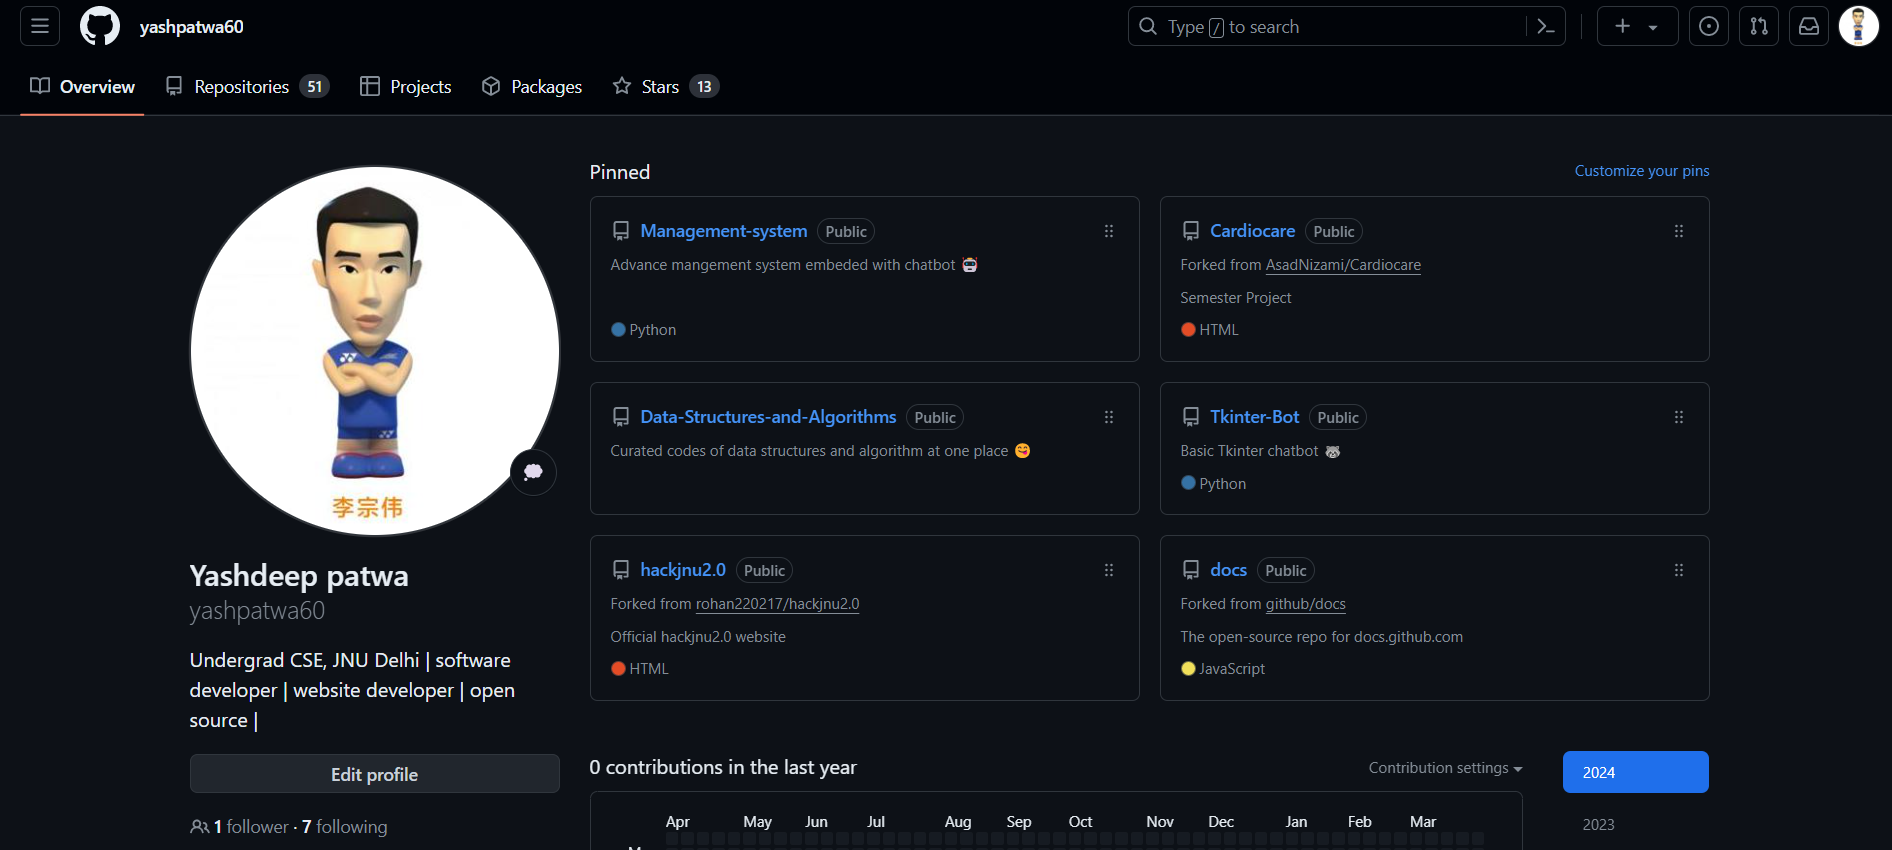 yashpatwa60
Type / to search
Overview
Repositories 51
Projects
Packages
Stars 13
李宗伟
Yashdeep patwa
yashpatwa60
Undergrad CSE, JNU Delhi | software
developer | website developer | open
source |
Edit profile
1 follower · 7 following
Pinned
Customize your pins
Management-system Public
Advance mangement system embeded with chatbot 🤖
Python
Cardiocare Public
Forked from AsadNizami/Cardiocare
Semester Project
HTML
Data-Structures-and-Algorithms Public
Curated codes of data structures and algorithm at one place 😋
Tkinter-Bot Public
Basic Tkinter chatbot 🦝
Python
hackjnu2.0 Public
Forked from rohan220217/hackjnu2.0
Official hackjnu2.0 website
HTML
docs Public
Forked from github/docs
The open-source repo for docs.github.com
JavaScript
0 contributions in the last year
Contribution settings
2024
2023
Apr May Jun Jul Aug Sep Oct Nov Dec Jan Feb Mar